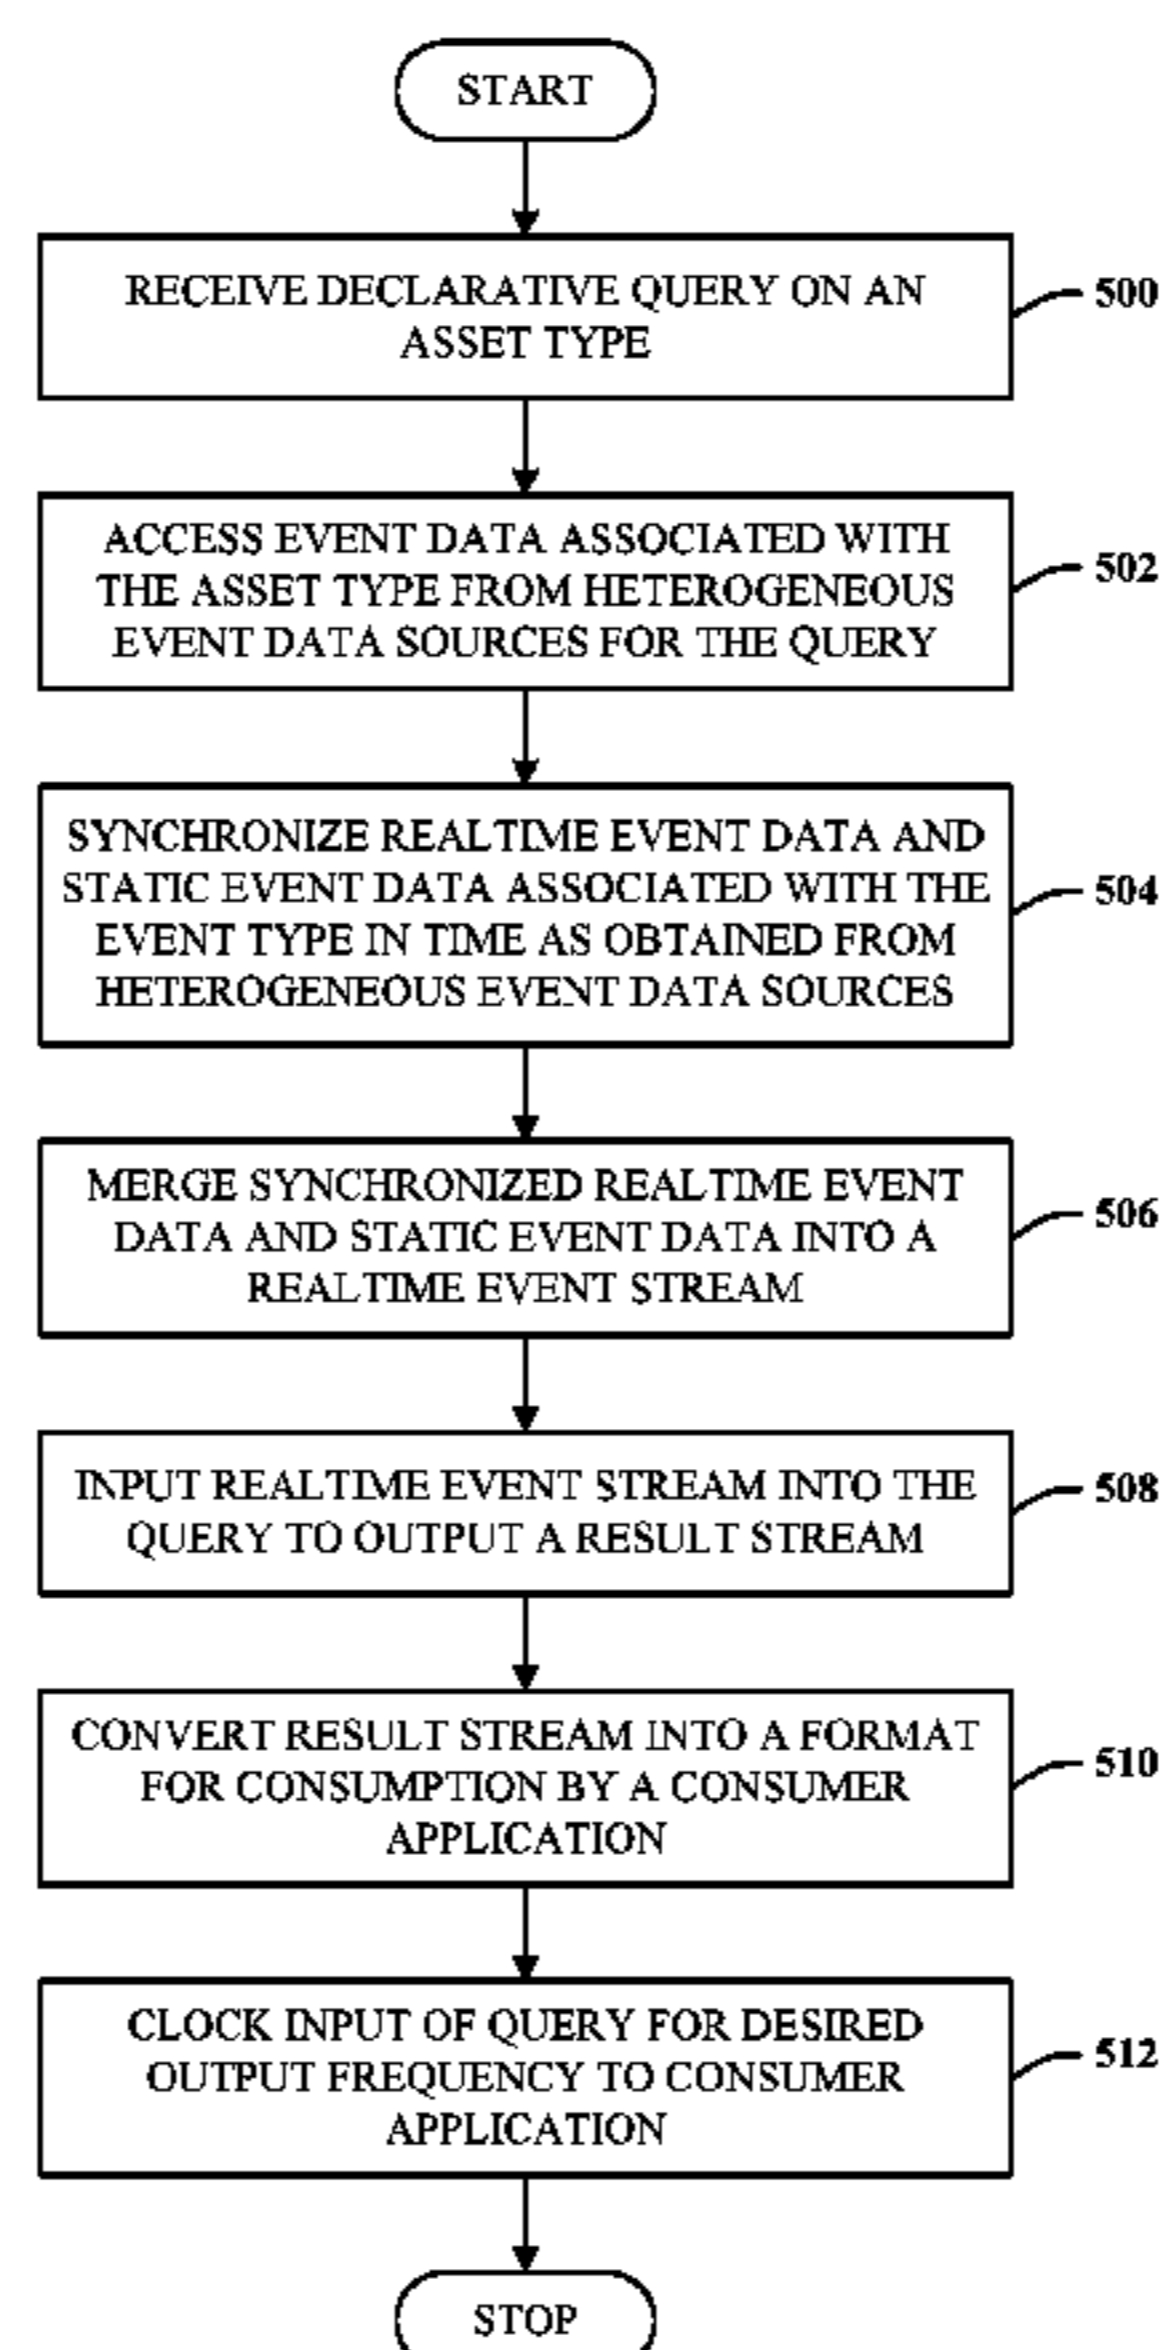 START
RECEIVE DECLARATIVE QUERY ON AN
ASSET TYPE
500
ACCESS EVENT DATA ASSOCIATED WITH
THE ASSET TYPE FROM HETEROGENEOUS
EVENT DATA SOURCES FOR THE QUERY
502
SYNCHRONIZE REALTIME EVENT DATA AND
STATIC EVENT DATA ASSOCIATED WITH THE
EVENT TYPE IN TIME AS OBTAINED FROM
HETEROGENEOUS EVENT DATA SOURCES
504
MERGE SYNCHRONIZED REALTIME EVENT
DATA AND STATIC EVENT DATA INTO A
REALTIME EVENT STREAM
506
INPUT REALTIME EVENT STREAM INTO THE
QUERY TO OUTPUT A RESULT STREAM
508
CONVERT RESULT STREAM INTO A FORMAT
FOR CONSUMPTION BY A CONSUMER
APPLICATION
510
CLOCK INPUT OF QUERY FOR DESIRED
OUTPUT FREQUENCY TO CONSUMER
APPLICATION
512
STOP